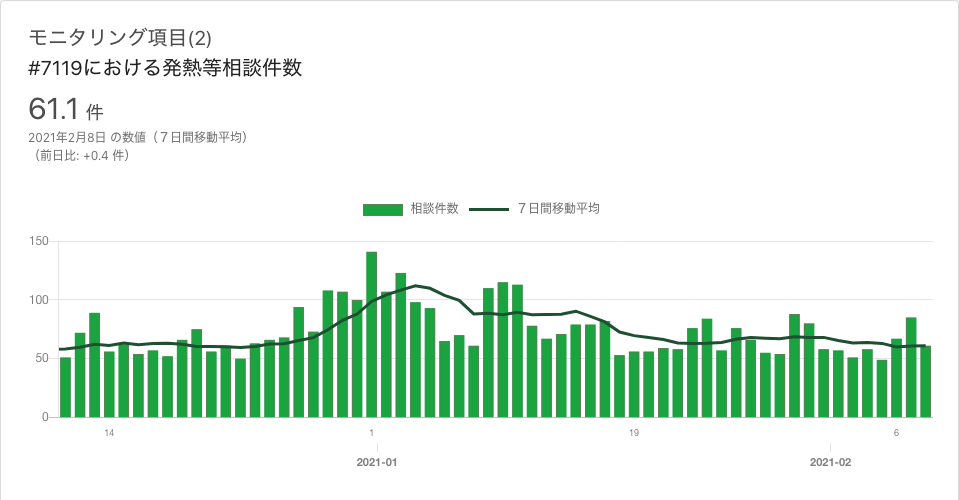 モニタリング項目(2)
#7119における発熱等相談件数
61.1 件
2021年2月8日 の数値（７日間移動平均）
（前日比: +0.4 件）
相談件数 ７日間移動平均
150
100
50
0
14 1 19 6
2021-01 2021-02